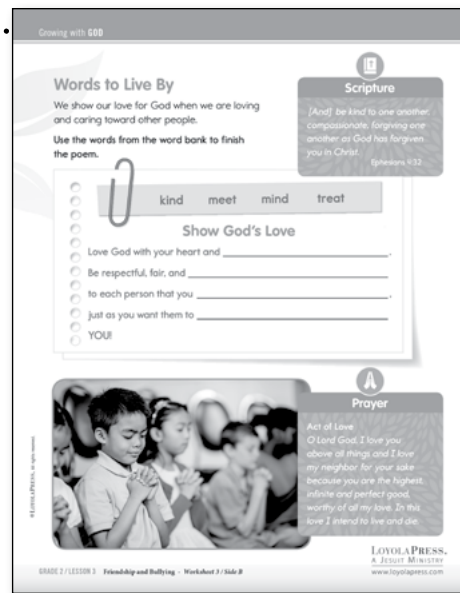 Growing with GOD
Words to Live By
We show our love for God when we are loving
and caring toward other people.
Use the words from the word bank to finish
the poem.
Scripture
[And] be kind to one another,
compassionate, forgiving one
another as God has forgiven
you in Christ.
Ephesians 4:32
kind meet mind treat
Show God's Love
Love God with your heart and ,
Be respectful, fair, and
to each person that you ,
just as you want them to
YOU!
Prayer
Act of Love
O Lord God, I love you
above all things and I love
my neighbor for your sake
because you are the highest,
infinite and perfect good,
worthy of all my love. In this
love I intend to live and die.
© LOYOLAPRESS. All rights reserved.
LOYOLAPRESS.
A JESUIT MINISTRY
GRADE 2 / LESSON 3 Friendship and Bullying - Worksheet 3 / Side B
www.loyolapress.com